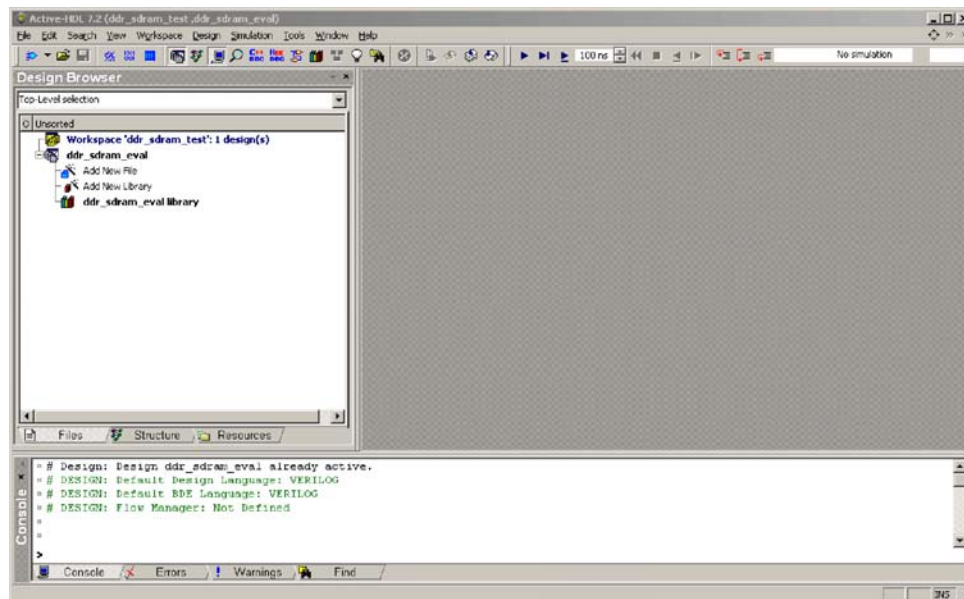 Active-HDL 7.2 (ddr_sdram_test ,ddr_sdram_eval)
File Edit Search View Workspace Design Simulation Tools Window Help
100 ns No simulation
Design Browser
Top-Level selection
Unsorted
Workspace 'ddr_sdram_test': 1 design(s)
ddr_sdram_eval
Add New File
Add New Library
ddr_sdram_eval library
Files Structure Resources
# Design: Design ddr_sdram_eval already active.
# DESIGN: Default Design Language: VERILOG
# DESIGN: Default BDE Language: VERILOG
# DESIGN: Flow Manager: Not Defined
>
Console
Console Errors Warnings Find
INS